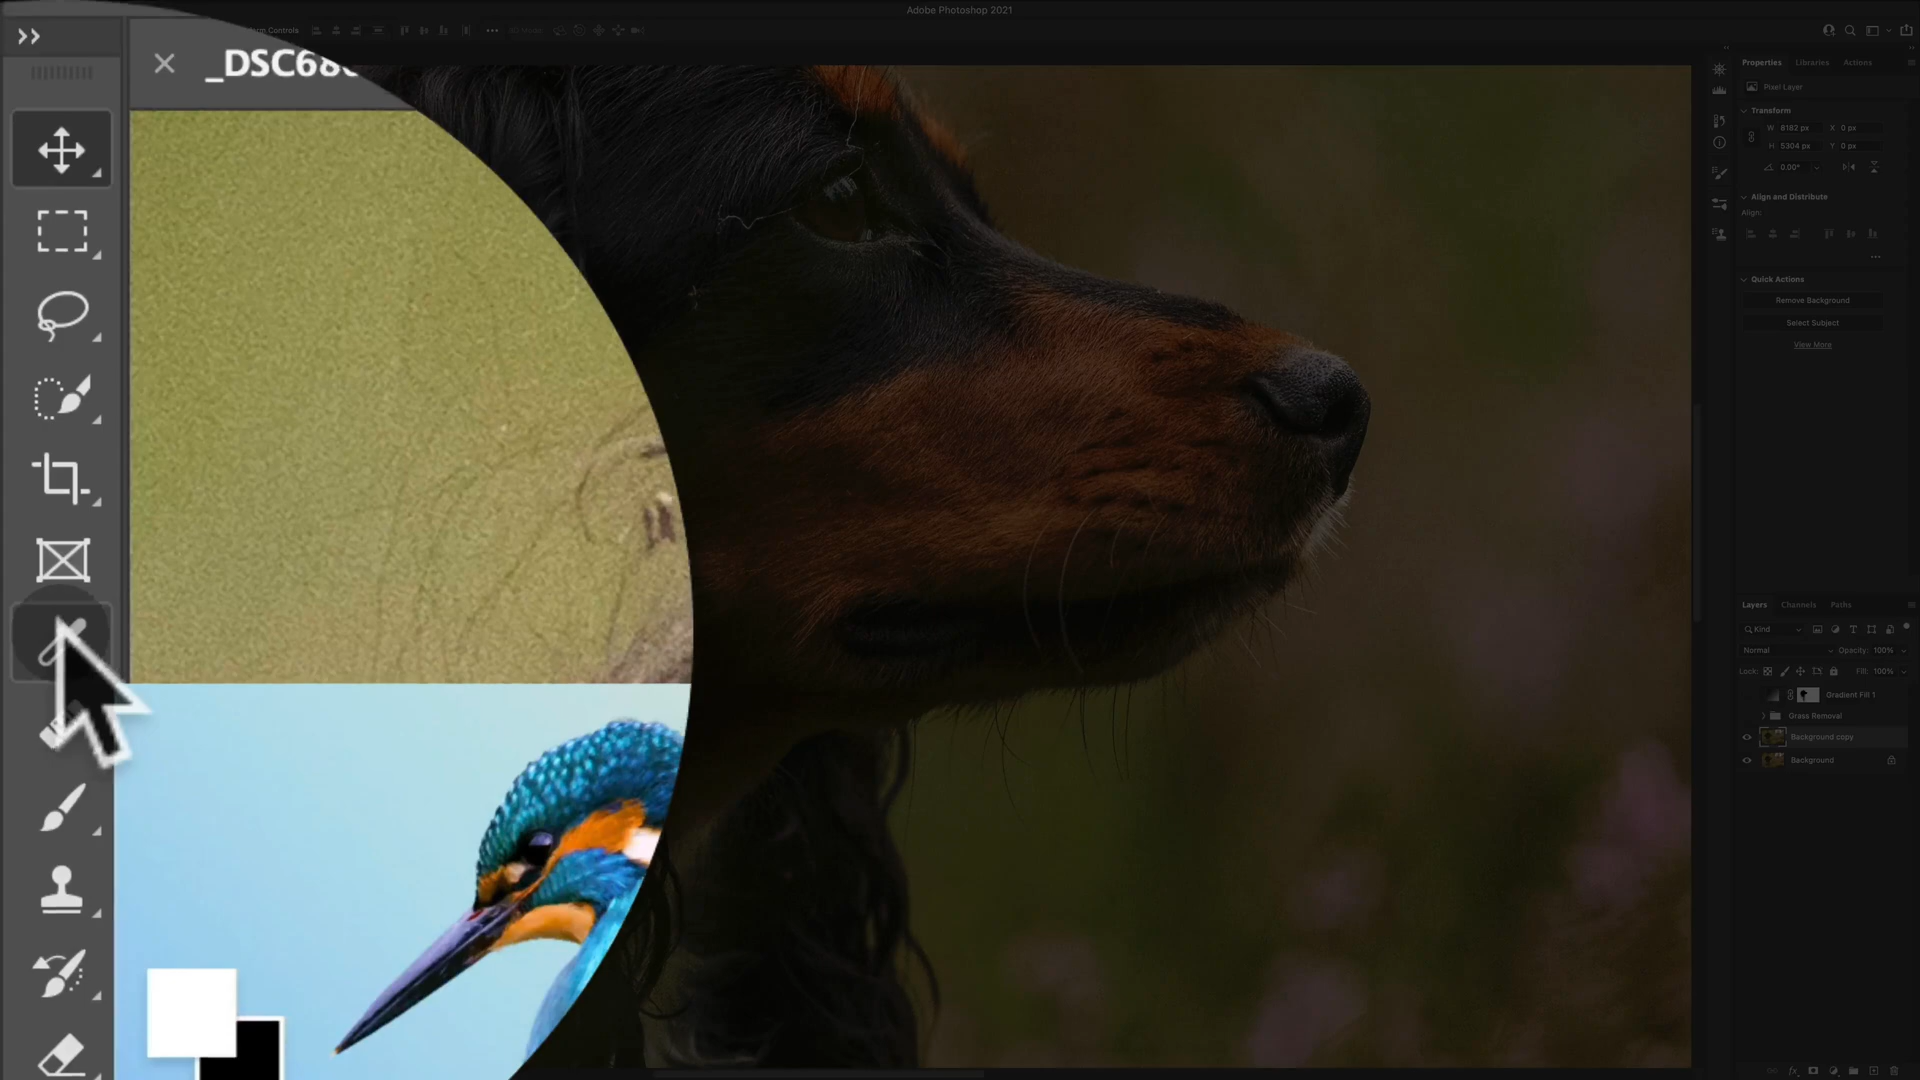 Adobe Photoshop 2021
_DSC68
Properties Libraries Actions
Pixel Layer
Transform
W 8182 px X 0 px
H 5304 px Y 0 px
0.00°
Align and Distribute
Align:
Quick Actions
Remove Background
Select Subject
View More
Layers Channels Paths
Kind
Normal Opacity: 100%
Lock: Fill: 100%
Gradient Fill 1
Grass Removal
Background copy
Background